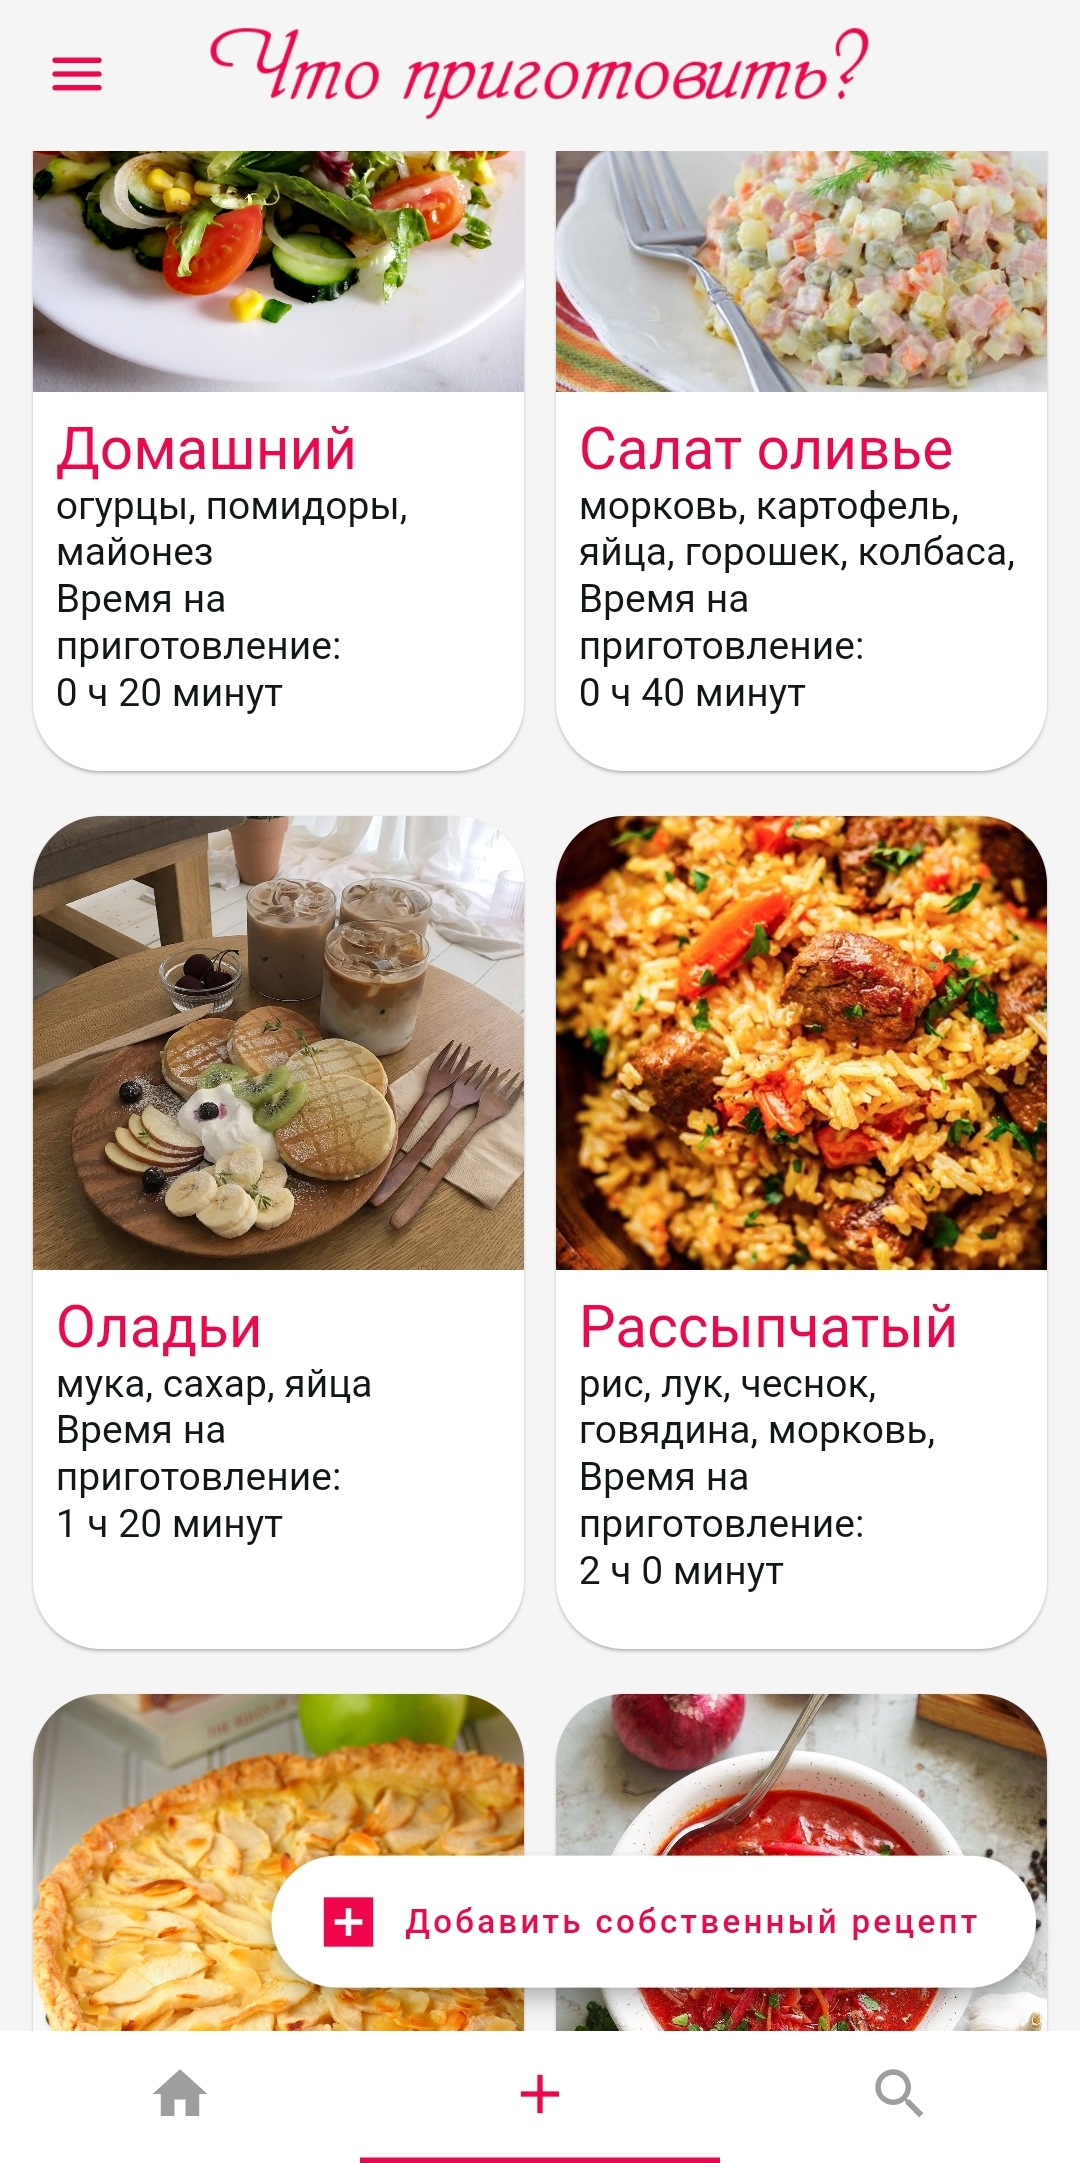 Что приготовить?
Домашний
огурцы, помидоры,
майонез
Время на
приготовление:
0 ч 20 минут
Салат оливье
морковь, картофель,
яйца, горошек, колбаса,
Время на
приготовление:
0 ч 40 минут
Оладьи
мука, сахар, яйца
Время на
приготовление:
1 ч 20 минут
Рассыпчатый
рис, лук, чеснок,
говядина, морковь,
Время на
приготовление:
2 ч 0 минут
Добавить собственный рецепт